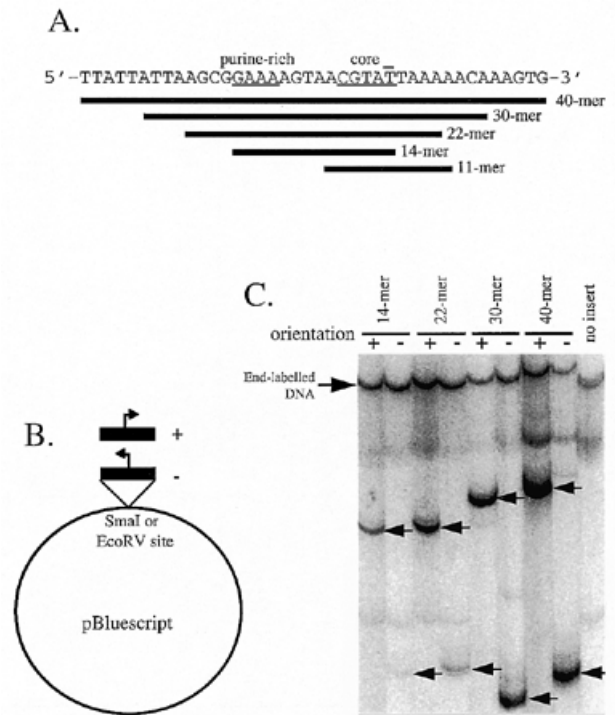 A.
purine-rich core
5'-TTATTATTAAGCGGAAAAGTAACGTATTAAAAACAAAGTG-3'
40-mer
30-mer
22-mer
14-mer
11-mer
C.
14-mer 22-mer 30-mer 40-mer no insert
orientation + - + - + - + -
End-labelled
DNA
B.
+
-
SmaI or
EcoRV site
pBluescript